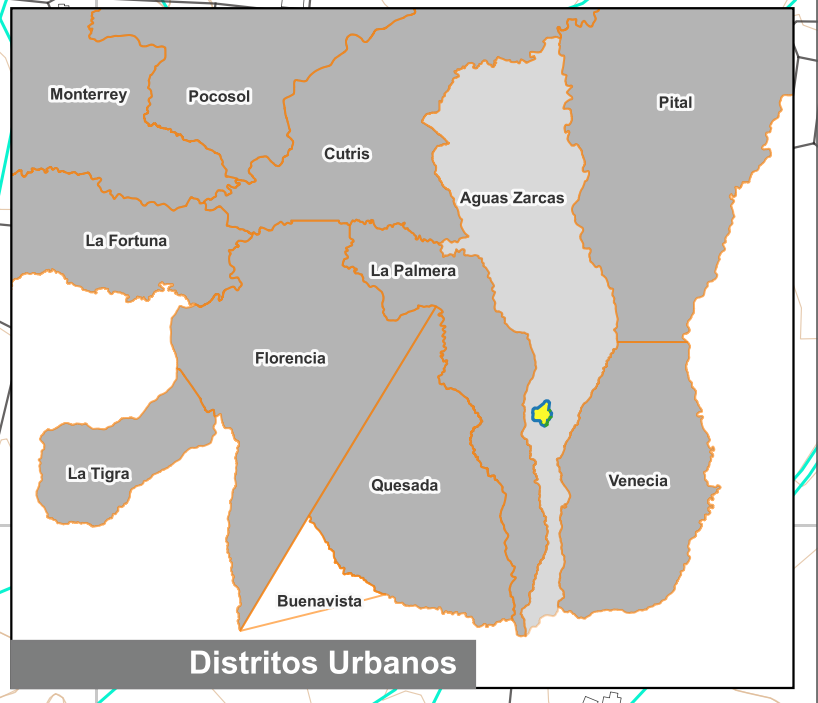 Monterrey
Pocosol
Pital
Cutris
Aguas Zarcas
La Fortuna
La Palmera
Florencia
La Tigra
Quesada
Venecia
Buenavista
Distritos Urbanos